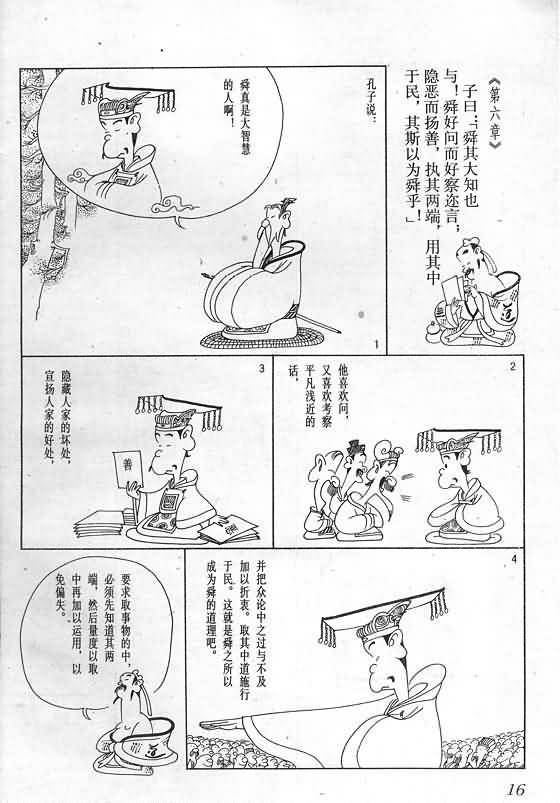 《第六章》
子曰：「舜其大知也
与！舜好问而好察迩言；
隐恶而扬善，执其两端，用其中
于民，其斯以为舜乎！」
孔子说：
舜真是大智慧
的人啊！
1
2
他喜欢问，
又喜欢考察
平凡浅近的
话，
3
隐藏人家的坏处，
宣扬人家的好处，
善
4
并把众论中之过与不及
加以折衷。取其中道施行
于民。这就是舜之所以
成为舜的道理吧。
要求取事物的中，
必须先知道其两
端，然后量度以取
中再加以运用，以
免偏失。
道
道
16